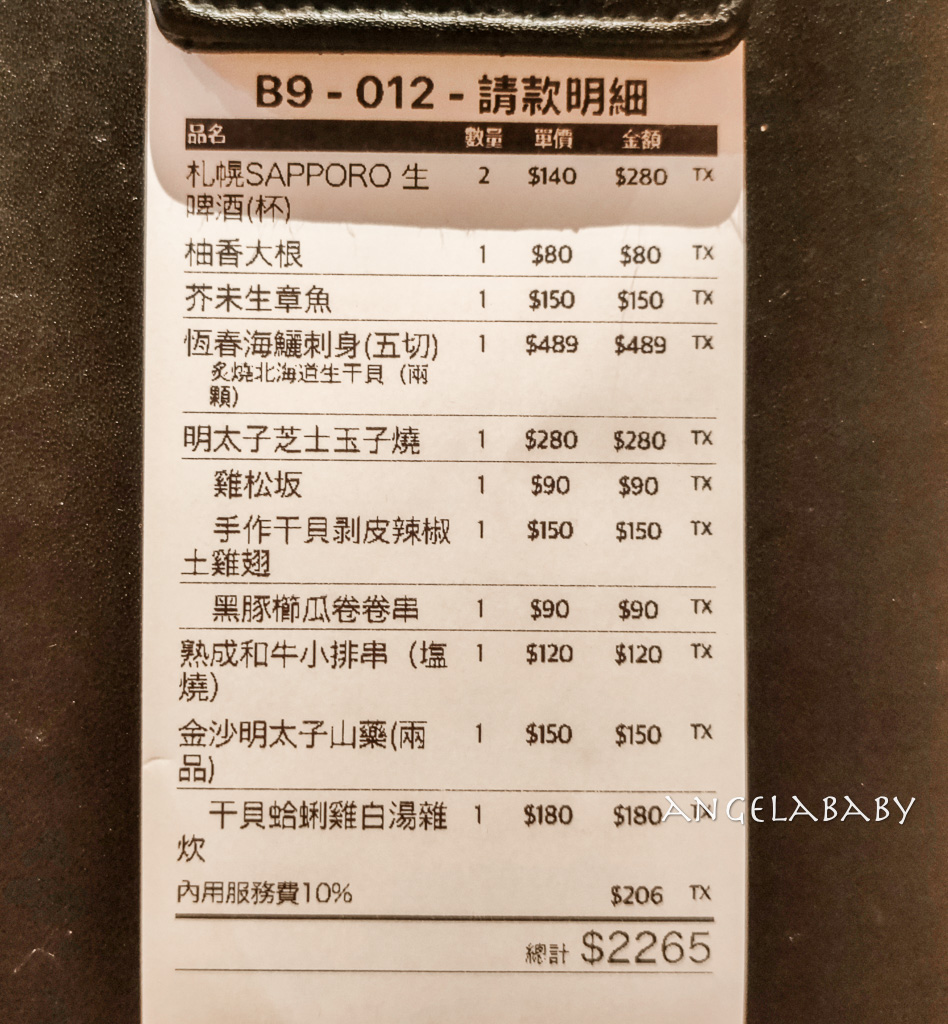 B9 - 012 - 請款明細
品名 數量 單價 金額
札幌SAPPORO 生 2 $140 $280 TX
啤酒(杯)
柚香大根 1 $80 $80 TX
芥未生章魚 1 $150 $150 TX
恆春海鱺刺身(五切) 1 $489 $489 TX
炙燒北海道生干貝（兩
顆)
明太子芝士玉子燒 1 $280 $280 TX
雞松坂 1 $90 $90 TX
手作干貝剥皮辣椒 1 $150 $150 TX
土雞翅
黑豚櫛瓜卷卷串 1 $90 $90 TX
熟成和牛小排串（塩 1 $120 $120 TX
燒)
金沙明太子山藥(兩 1 $150 $150 TX
品)
干貝蛤蜊雞白湯雜 1 $180 $180
炊
ANGELABABY
內用服務費10% $206 TX
總計 $2265